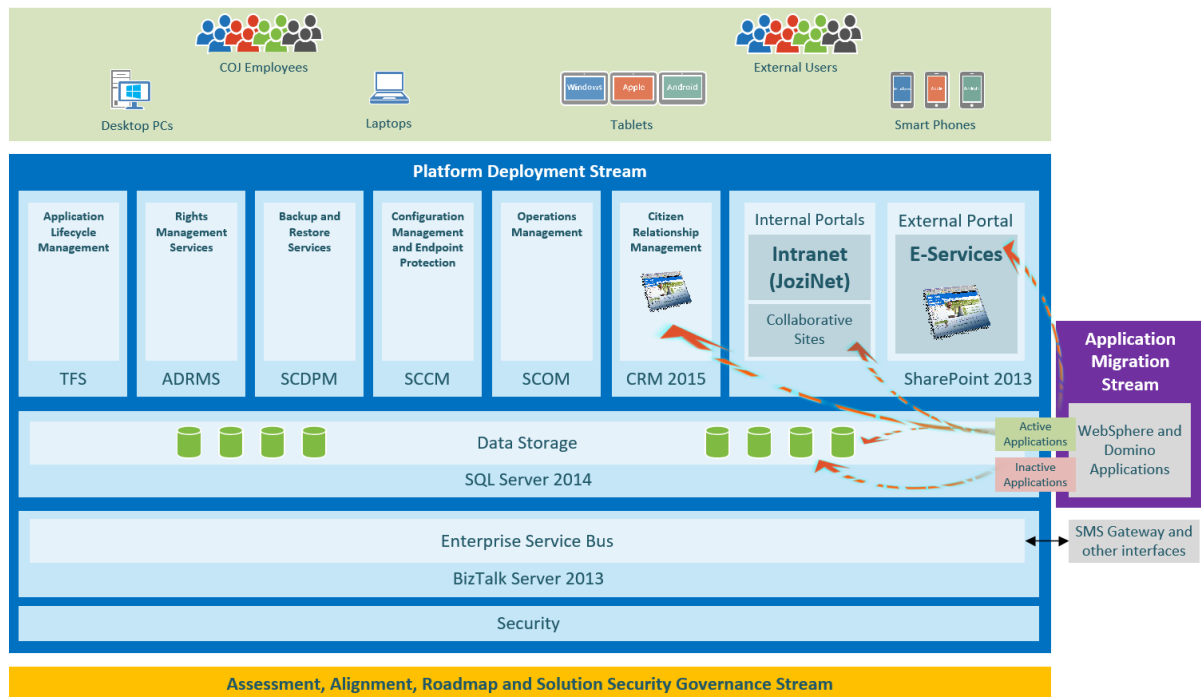 COJ Employees
External Users
Windows
Apple
Android
Desktop PCs
Laptops
Tablets
Smart Phones
Platform Deployment Stream
Application
Lifecycle
Management
TFS
Rights
Management
Services
ADRMS
Backup and
Restore
Services
SCDPM
Configuration
Management
and Endpoint
Protection
SCCM
Operations
Management
SCOM
Citizen
Relationship
Management
CRM 2015
Internal Portals
Intranet
(JoziNet)
Collaborative
Sites
External Portal
E-Services
SharePoint 2013
Application
Migration
Stream
WebSphere and
Domino
Applications
Active
Applications
Inactive
Applications
Data Storage
SQL Server 2014
Enterprise Service Bus
BizTalk Server 2013
SMS Gateway and
other interfaces
Security
Assessment, Alignment, Roadmap and Solution Security Governance Stream